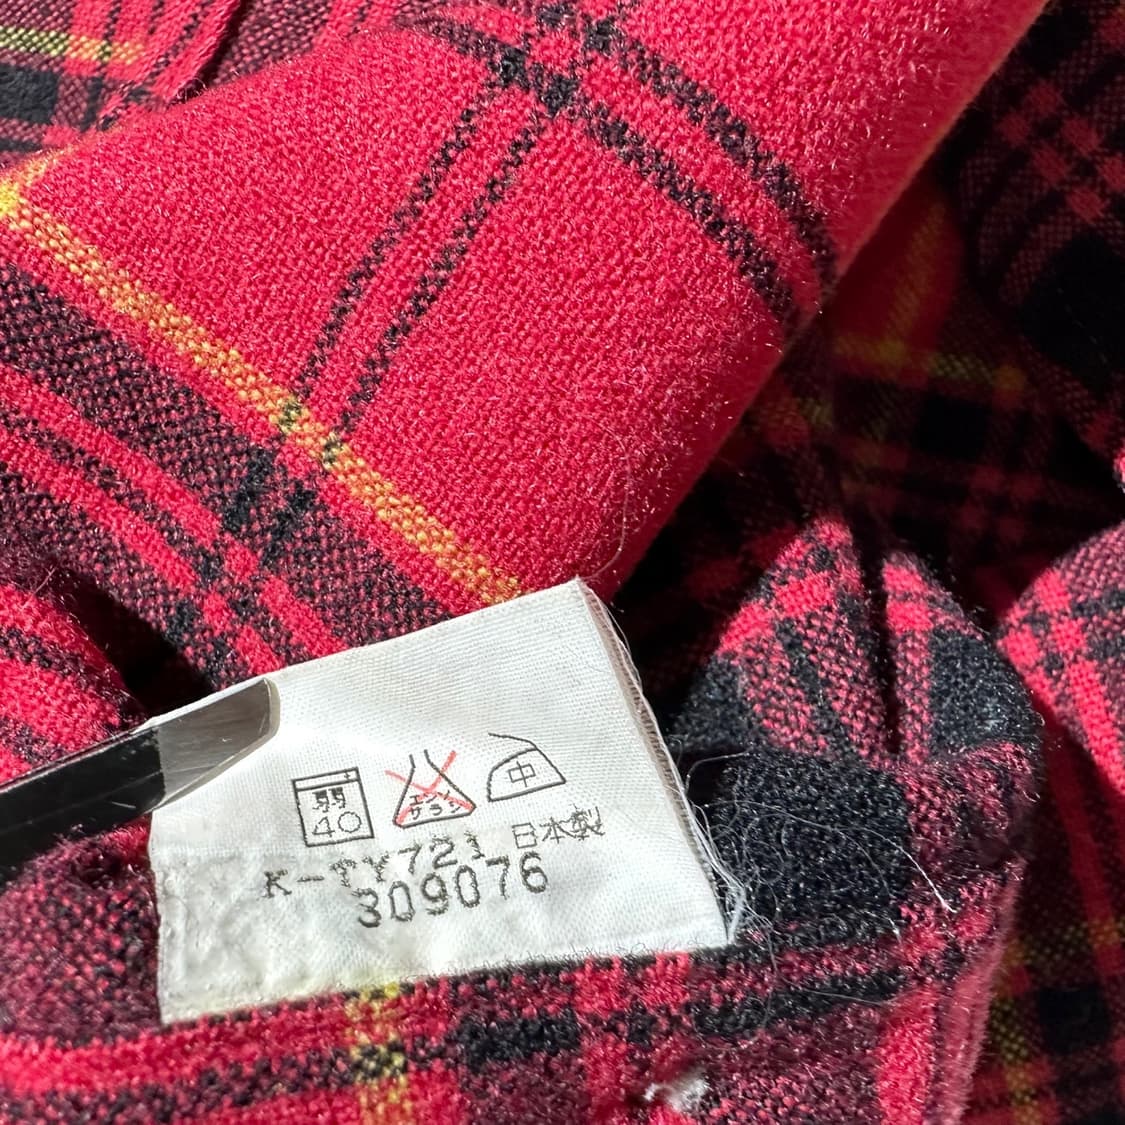 弱 40
エンソ サラシ
中
日本製
K-TY721
309076